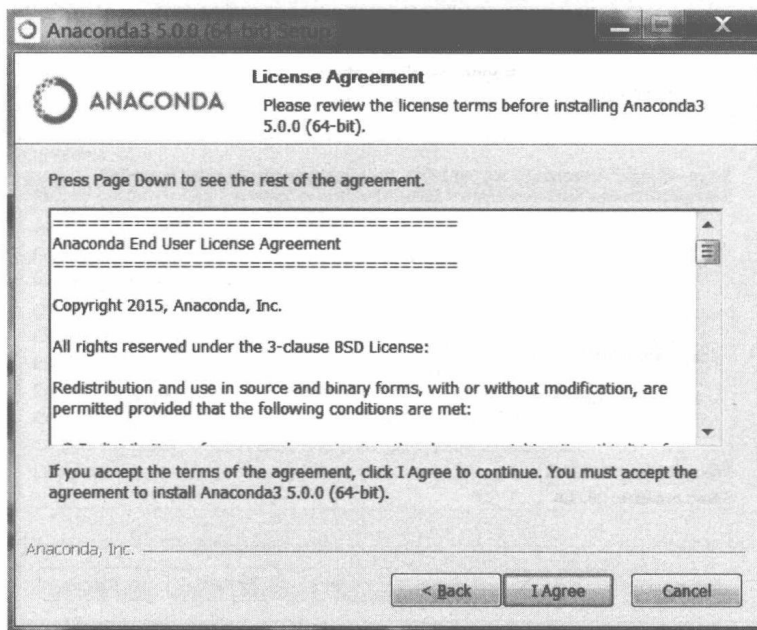 Anaconda3 5.0.0 (64-bit) Setup
ANACONDA
License Agreement
Please review the license terms before installing Anaconda3
5.0.0 (64-bit).
Press Page Down to see the rest of the agreement.
===================================
Anaconda End User License Agreement
===================================
Copyright 2015, Anaconda, Inc.
All rights reserved under the 3-clause BSD License:
Redistribution and use in source and binary forms, with or without modification, are
permitted provided that the following conditions are met:
If you accept the terms of the agreement, click I Agree to continue. You must accept the
agreement to install Anaconda3 5.0.0 (64-bit).
Anaconda, Inc.
< Back
I Agree
Cancel